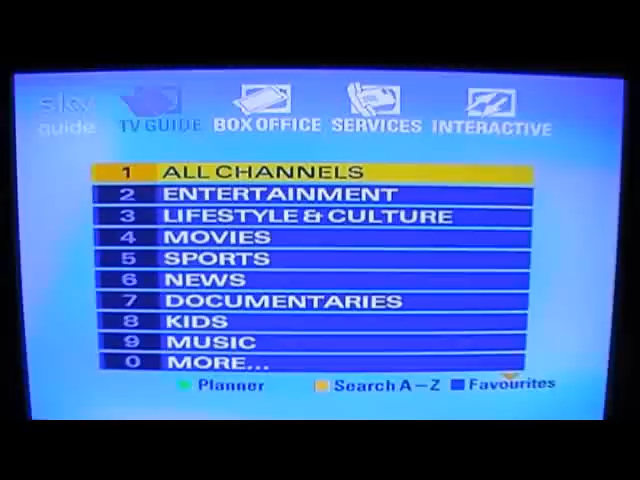 sky guide
TV GUIDE BOX OFFICE SERVICES INTERACTIVE
1 ALL CHANNELS
2 ENTERTAINMENT
3 LIFESTYLE & CULTURE
4 MOVIES
5 SPORTS
6 NEWS
7 DOCUMENTARIES
8 KIDS
9 MUSIC
0 MORE...
Planner Search A-Z Favourites